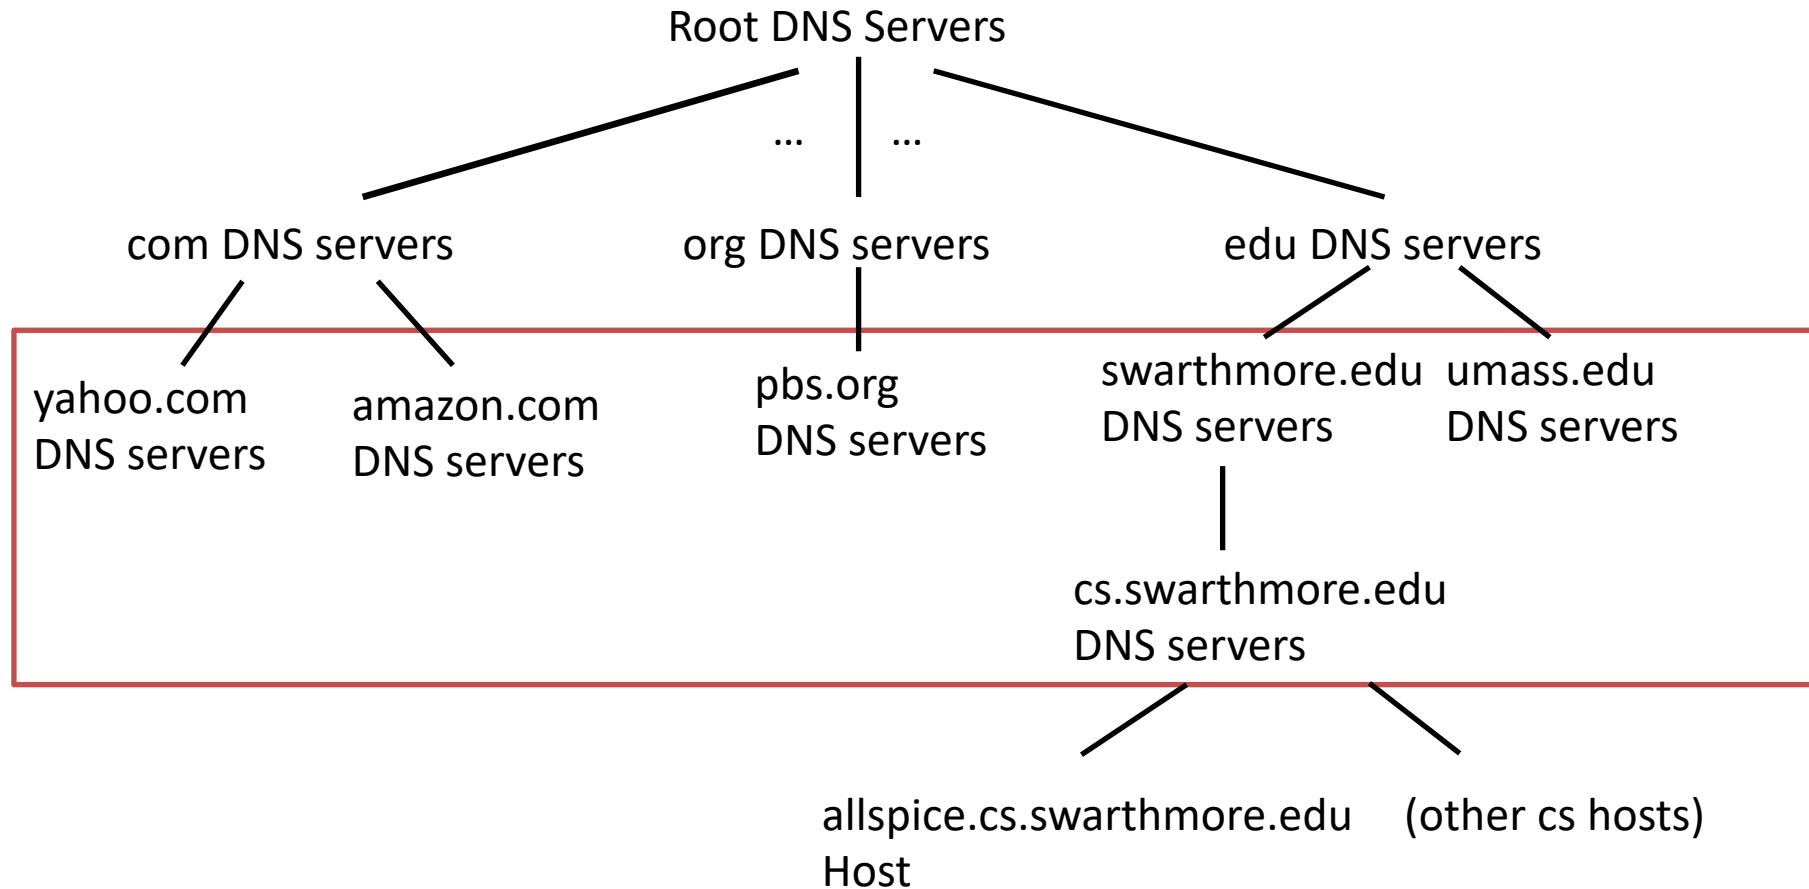 Root DNS Servers
... ...
com DNS servers
org DNS servers
edu DNS servers
yahoo.com
DNS servers
amazon.com
DNS servers
pbs.org
DNS servers
swarthmore.edu
DNS servers
umass.edu
DNS servers
cs.swarthmore.edu
DNS servers
allspice.cs.swarthmore.edu
Host
(other cs hosts)